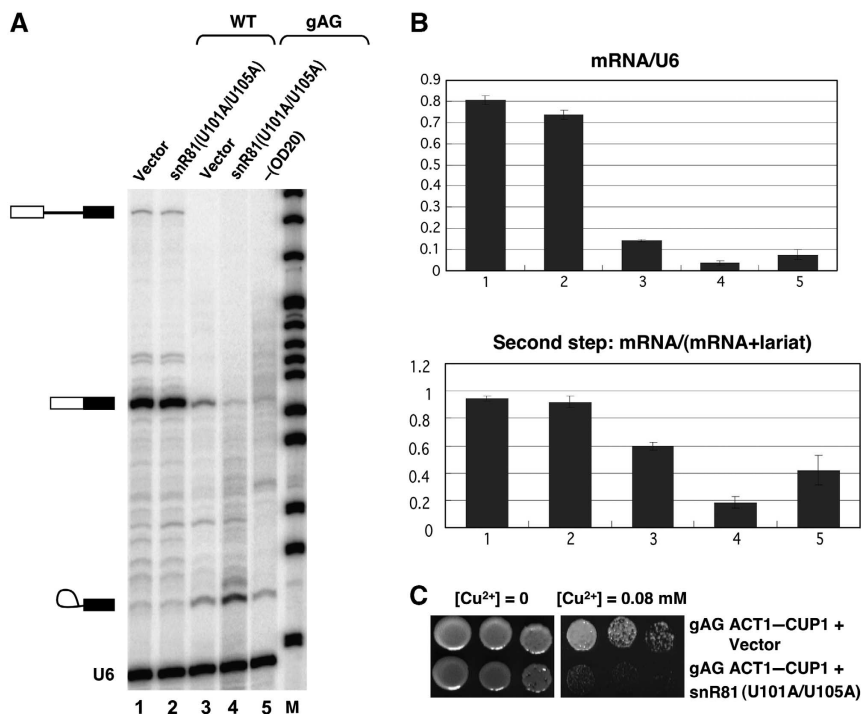 A
WT
gAG
Vector
snR81(U101A/U105A)
Vector
snR81(U101A/U105A)
–(OD20)
U6
1 2 3 4 5 M
B
mRNA/U6
0.9
0.8
0.7
0.6
0.5
0.4
0.3
0.2
0.1
0
1 2 3 4 5
Second step: mRNA/(mRNA+lariat)
1.2
1
0.8
0.6
0.4
0.2
0
1 2 3 4 5
C
[Cu²⁺] = 0
[Cu²⁺] = 0.08 mM
gAG ACT1–CUP1 +
Vector
gAG ACT1–CUP1 +
snR81 (U101A/U105A)